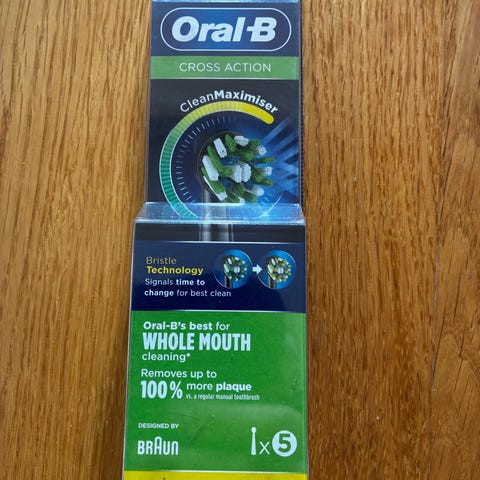 Oral-B
CROSS ACTION
CleanMaximiser
Bristle
Technology
Signals time to
change for best clean
Oral-B's best for
WHOLE MOUTH
cleaning*
Removes up to
100% more plaque
vs. a regular manual toothbrush
DESIGNED BY
BRAUN
x5